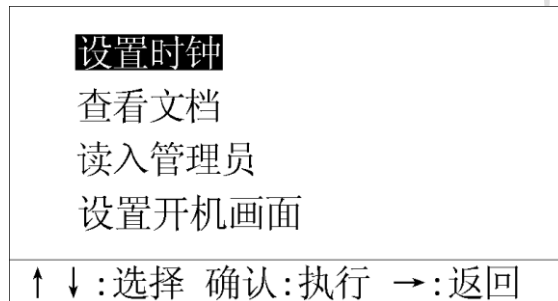 设置时钟
查看文档
读入管理员
设置开机画面
↑ ↓:选择 确认:执行 →:返回